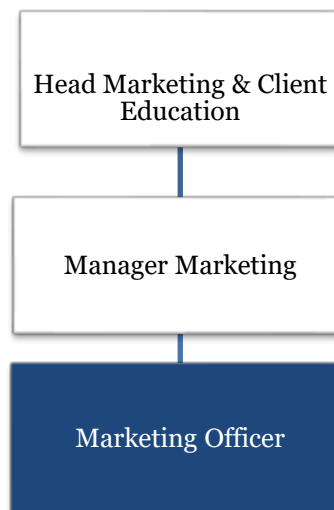 Head Marketing & Client
Education
Manager Marketing
Marketing Officer